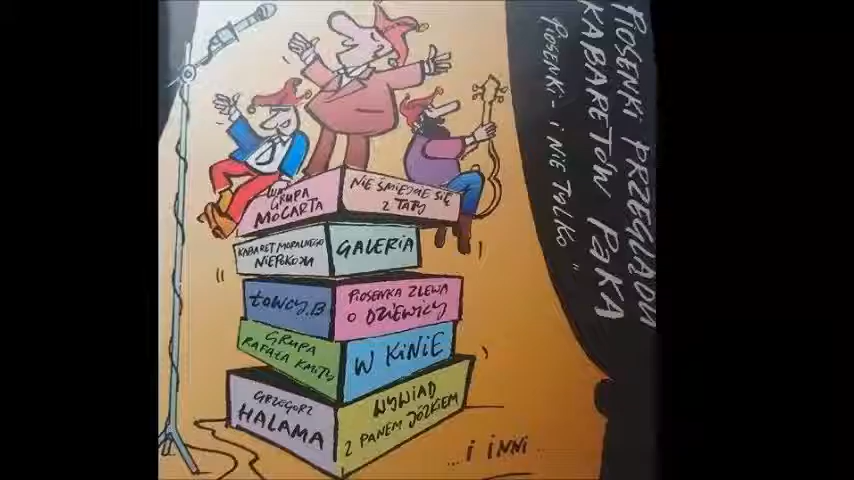 PIOSENKI PRZEGLĄDU
KABARETÓW PAKA
"PIOSENKI - I NIE TYLKO"
GRUPA
MOCARTA
NIE ŚMIEJCIE SIĘ
Z TATY
KABARET MORALNEGO
NIEPOKOJU
GALERIA
ŁOWCY.B
PIOSENKA ZLEWA
O DZIEWICY
GRUPA
RAFAŁA KMITY
W KINIE
GRZEGORZ
HALAMA
WYWIAD
Z PANEM JÓZKIEM
...I INNI